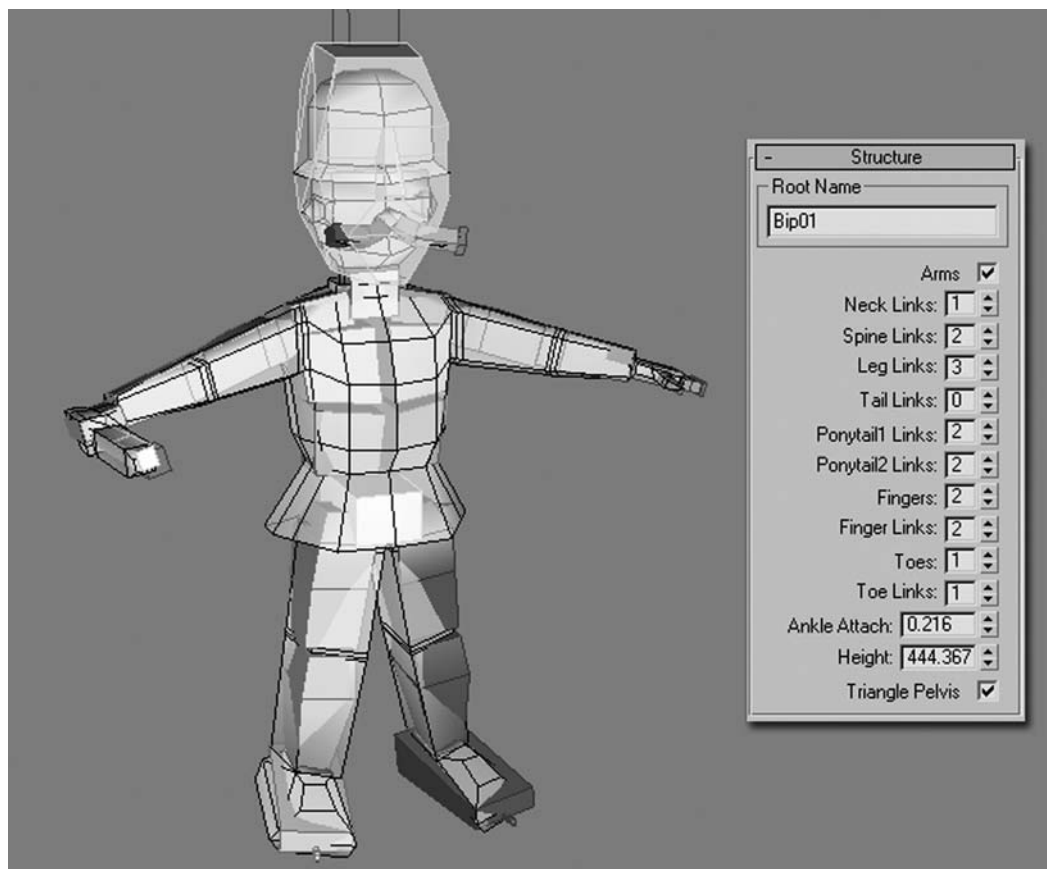 - Structure
Root Name
Bip01
Arms
Neck Links: 1
Spine Links: 2
Leg Links: 3
Tail Links: 0
Ponytail1 Links: 2
Ponytail2 Links: 2
Fingers: 2
Finger Links: 2
Toes: 1
Toe Links: 1
Ankle Attach: 0.216
Height: 444.367
Triangle Pelvis